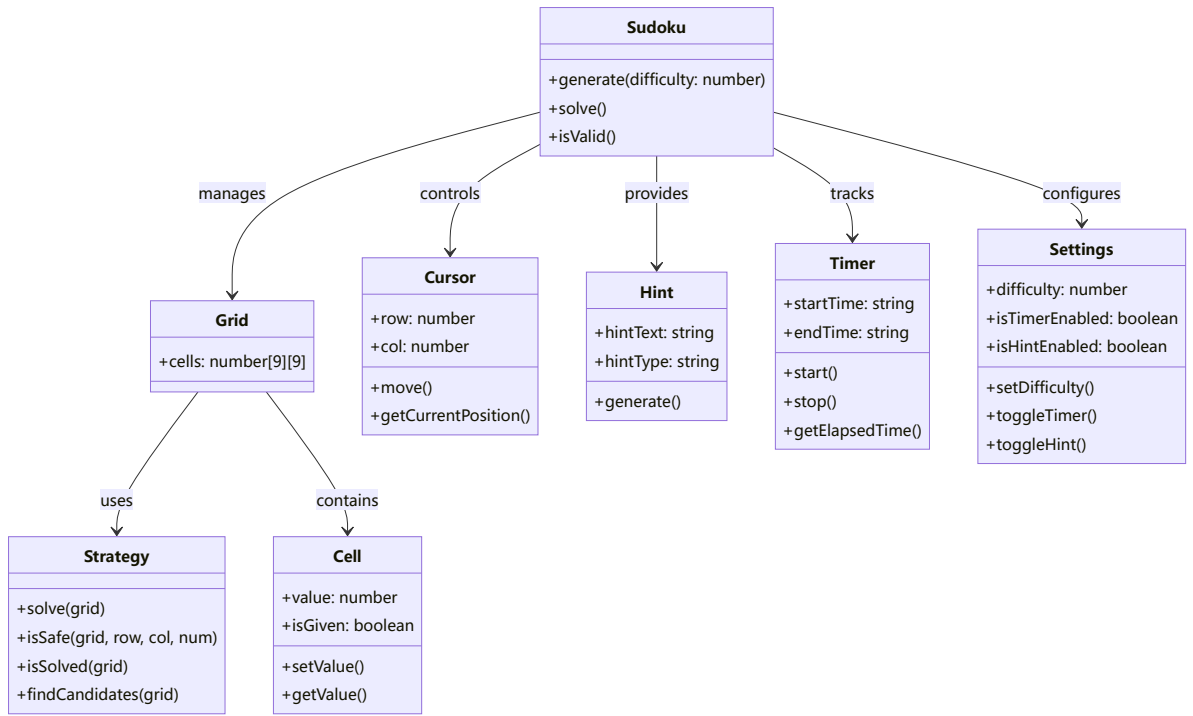 Sudoku
+generate(difficulty: number)
+solve()
+isValid()
manages
controls
provides
tracks
configures
Grid
+cells: number[9][9]
Cursor
+row: number
+col: number
+move()
+getCurrentPosition()
Hint
+hintText: string
+hintType: string
+generate()
Timer
+startTime: string
+endTime: string
+start()
+stop()
+getElapsedTime()
Settings
+difficulty: number
+isTimerEnabled: boolean
+isHintEnabled: boolean
+setDifficulty()
+toggleTimer()
+toggleHint()
uses
contains
Strategy
+solve(grid)
+isSafe(grid, row, col, num)
+isSolved(grid)
+findCandidates(grid)
Cell
+value: number
+isGiven: boolean
+setValue()
+getValue()